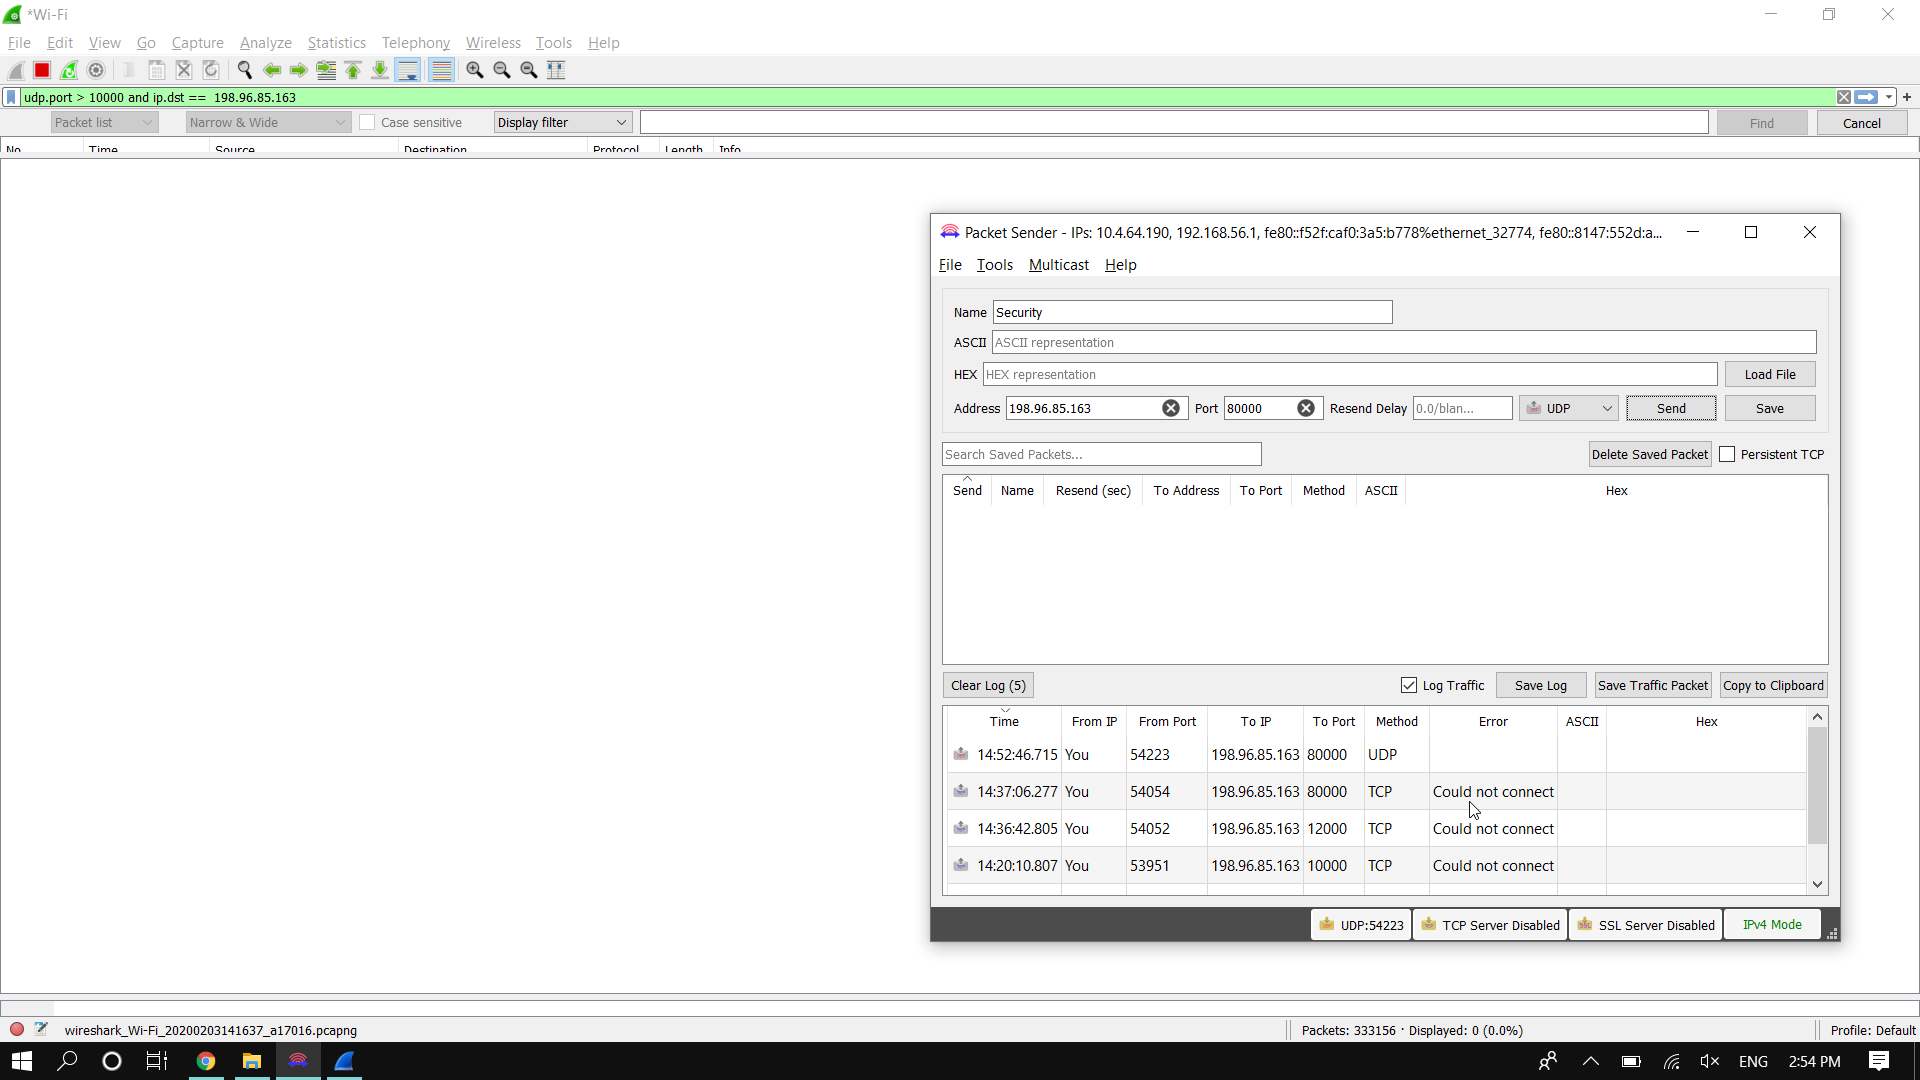 *Wi-Fi
File Edit View Go Capture Analyze Statistics Telephony Wireless Tools Help
udp.port > 10000 and ip.dst == 198.96.85.163
Packet list Narrow & Wide Case sensitive Display filter Find Cancel
No. Time Source Destination Protocol Length Info
Packet Sender - IPs: 10.4.64.190, 192.168.56.1, fe80::f52f:caf0:3a5:b778%ethernet_32774, fe80::8147:552d:a...
File Tools Multicast Help
Name Security
ASCII ASCII representation
HEX HEX representation Load File
Address 198.96.85.163 Port 80000 Resend Delay 0.0/blan... UDP Send Save
Search Saved Packets... Delete Saved Packet Persistent TCP
Send Name Resend (sec) To Address To Port Method ASCII Hex
Clear Log (5) Log Traffic Save Log Save Traffic Packet Copy to Clipboard
Time From IP From Port To IP To Port Method Error ASCII Hex
14:52:46.715 You 54223 198.96.85.163 80000 UDP
14:37:06.277 You 54054 198.96.85.163 80000 TCP Could not connect
14:36:42.805 You 54052 198.96.85.163 12000 TCP Could not connect
14:20:10.807 You 53951 198.96.85.163 10000 TCP Could not connect
UDP:54223 TCP Server Disabled SSL Server Disabled IPv4 Mode
wireshark_Wi-Fi_20200203141637_a17016.pcapng Packets: 333156 · Displayed: 0 (0.0%) Profile: Default
ENG 2:54 PM